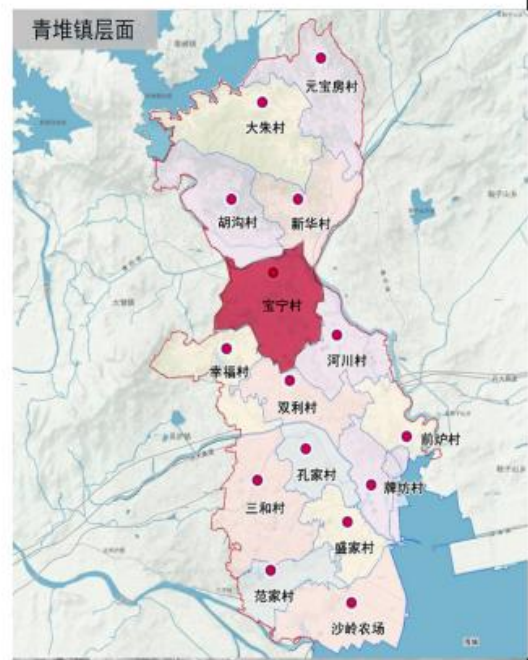 青堆镇层面
元宝房村
大朱村
胡沟村
新华村
宝宁村
河川村
幸福村
双利村
前炉村
孔家村
牌坊村
三和村
盛家村
范家村
沙岭农场